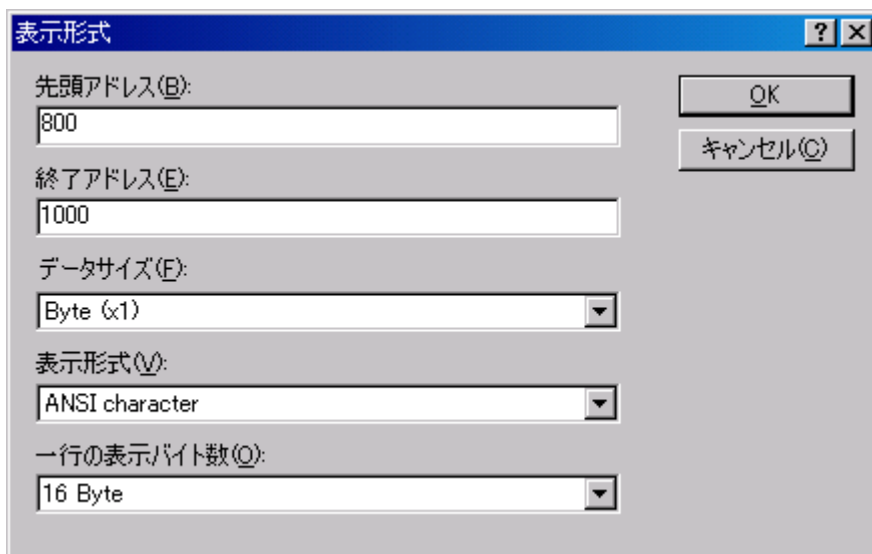 表示形式
先頭アドレス(B):
800
終了アドレス(E):
1000
データサイズ(F):
Byte (x1)
表示形式(V):
ANSI character
一行の表示バイト数(O):
16 Byte
OK
キャンセル(C)